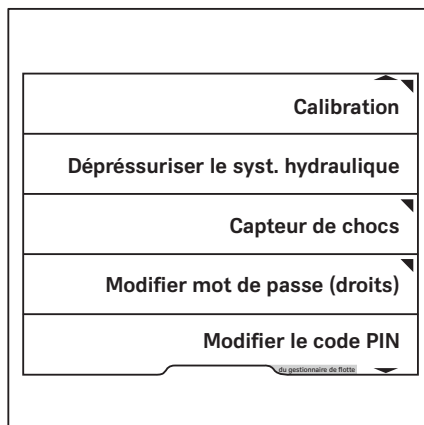 Calibration
Dépréssuriser le syst. hydraulique
Capteur de chocs
Modifier mot de passe (droits)
Modifier le code PIN
du gestionnaire de flotte